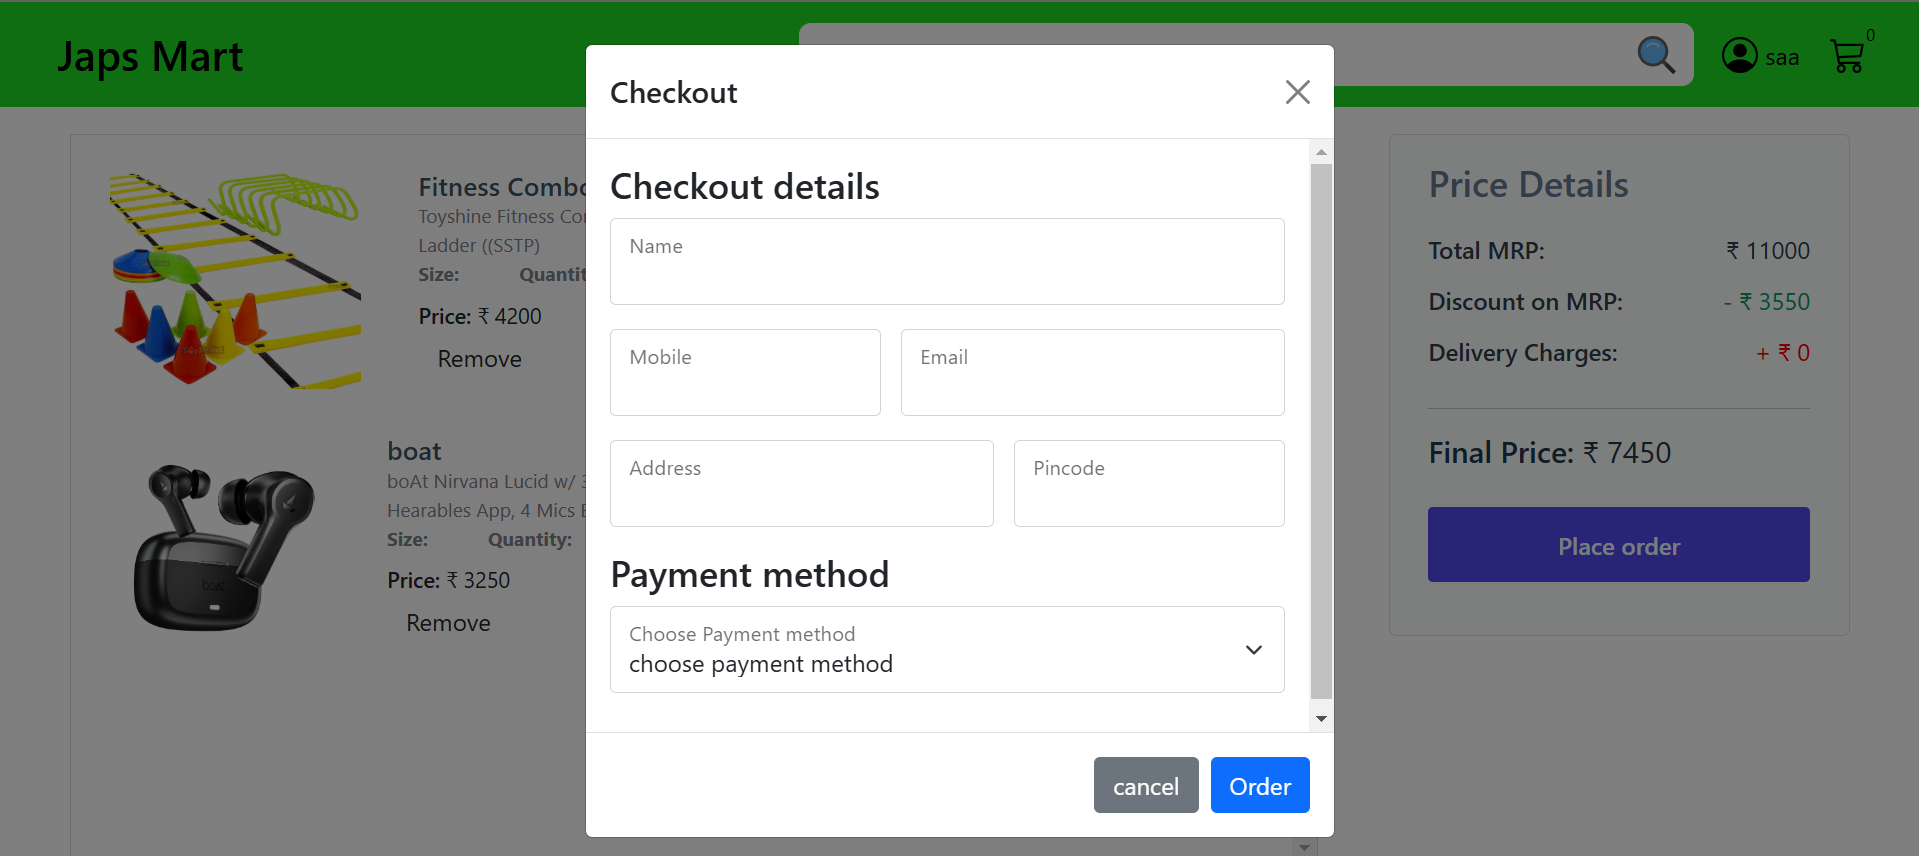 Japs Mart
saa
0
Checkout
Checkout details
Name
Mobile
Email
Address
Pincode
Payment method
Choose Payment method
choose payment method
cancel
Order
Fitness Combo
Toyshine Fitness
Ladder ((SSTP)
Size:
Price: ₹ 4200
Remove
boat
boAt Nirvana Lucid w/
Hearables App, 4 Mics
Size: Quantity:
Price: ₹ 3250
Remove
boAt
Price Details
Total MRP: ₹ 11000
Discount on MRP: - ₹ 3550
Delivery Charges: + ₹ 0
Final Price: ₹ 7450
Place order